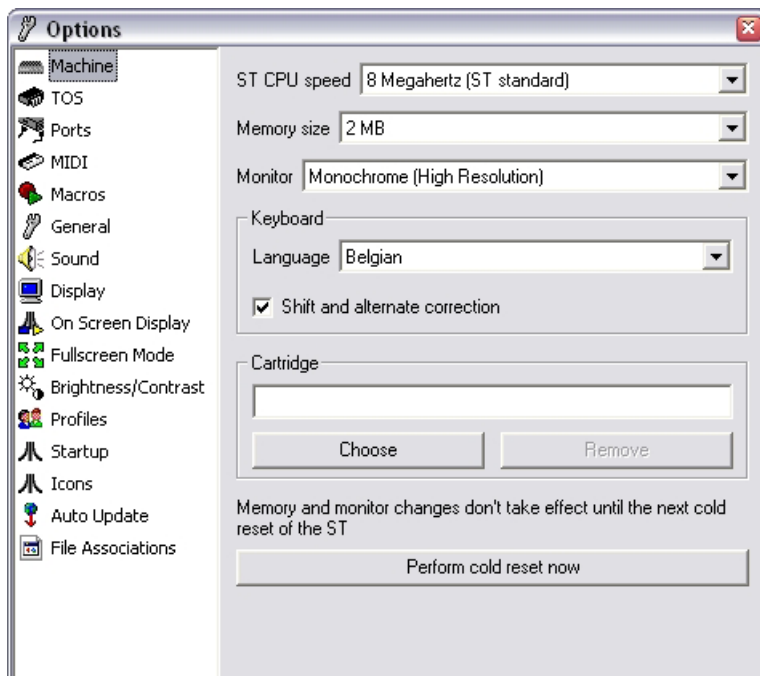 Options
Machine
TOS
Ports
MIDI
Macros
General
Sound
Display
On Screen Display
Fullscreen Mode
Brightness/Contrast
Profiles
Startup
Icons
Auto Update
File Associations
ST CPU speed 8 Megahertz (ST standard)
Memory size 2 MB
Monitor Monochrome (High Resolution)
Keyboard
Language Belgian
Shift and alternate correction
Cartridge
Choose Remove
Memory and monitor changes don't take effect until the next cold
reset of the ST
Perform cold reset now